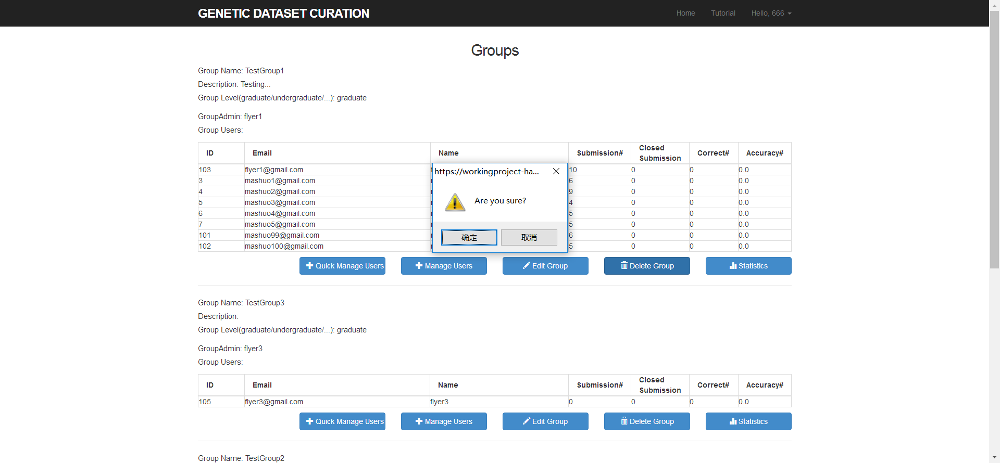 GENETIC DATASET CURATION Home Tutorial Hello, 666
Groups
Group Name: TestGroup1
Description: Testing...
Group Level(graduate/undergraduate/...): graduate
GroupAdmin: flyer1
Group Users:
ID Email Name Submission# Closed Submission Correct# Accuracy#
103 flyer1@gmail.com 10 0 0 0.0
3 mashuo1@gmail.com 6 0 0 0.0
4 mashuo2@gmail.com 9 0 0 0.0
5 mashuo3@gmail.com 4 0 0 0.0
6 mashuo4@gmail.com 5 0 0 0.0
7 mashuo5@gmail.com 5 0 0 0.0
101 mashuo99@gmail.com 6 0 0 0.0
102 mashuo100@gmail.com 5 0 0 0.0
https://workingproject-ha...
Are you sure?
确定 取消
Quick Manage Users Manage Users Edit Group Delete Group Statistics
Group Name: TestGroup3
Description:
Group Level(graduate/undergraduate/...): graduate
GroupAdmin: flyer3
Group Users:
ID Email Name Submission# Closed Submission Correct# Accuracy#
105 flyer3@gmail.com flyer3 0 0 0 0.0
Quick Manage Users Manage Users Edit Group Delete Group Statistics
Group Name: TestGroup2